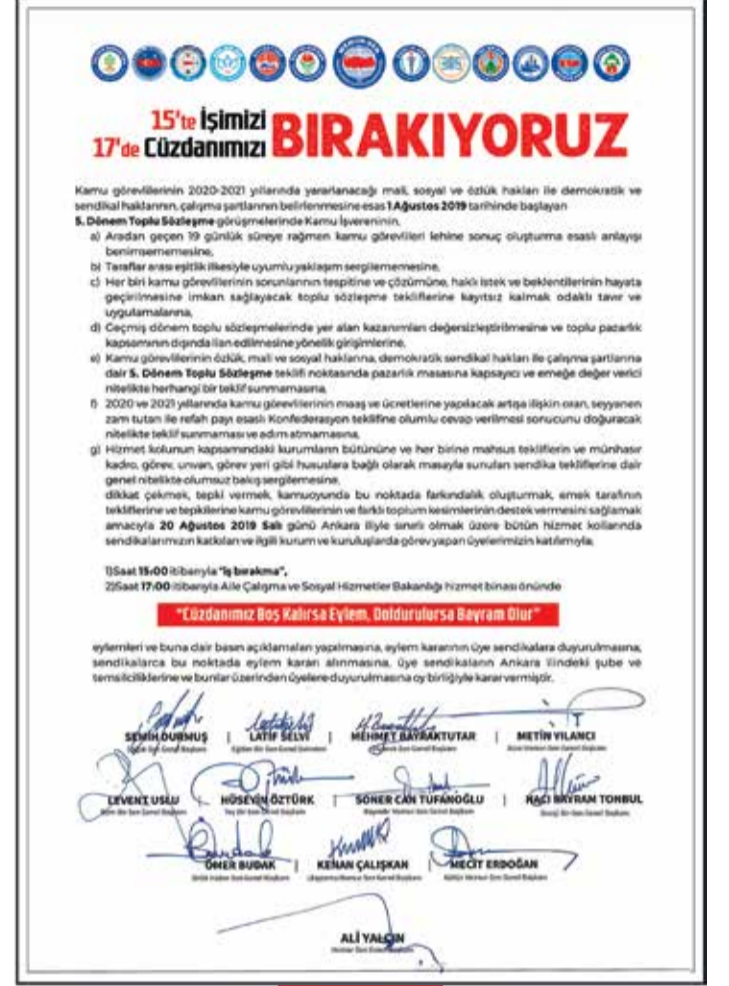 15'te İşimizi
17'de Cüzdanımızı BIRAKIYORUZ
Kamu görevlilerinin 2020-2021 yıllarında yararlanacağı mali, sosyal ve özlük hakları ile demokratik ve
sendikal haklarının, çalışma şartlarının belirlenmesine esas 1 Ağustos 2019 tarihinde başlayan
5. Dönem Toplu Sözleşme görüşmelerinde Kamu İşvereninin,
a) Aradan geçen 19 günlük süreye rağmen kamu görevlileri lehine sonuç oluşturma esaslı anlayışı
benimsememesine,
b) Taraflar arası eşitlik ilkesiyle uyumlu yaklaşım sergilememesine,
c) Her biri kamu görevlilerinin sorunlarının tespitine ve çözümüne, haklı istek ve beklentilerinin hayata
geçirilmesine imkan sağlayacak toplu sözleşme tekliflerine kayıtsız kalmak odaklı tavır ve
uygulamalarına,
d) Geçmiş dönem toplu sözleşmelerinde yer alan kazanımları değersizleştirilmesine ve toplu pazarlık
kapsamının dışında ilan edilmesine yönelik girişimlerine,
e) Kamu görevlilerinin özlük, mali ve sosyal haklarına, demokratik sendikal hakları ile çalışma şartlarına
dair 5. Dönem Toplu Sözleşme teklifi noktasında pazarlık masasına kapsayıcı ve emeğe değer verici
nitelikte herhangi bir teklif sunmamasına,
f) 2020 ve 2021 yıllarında kamu görevlilerinin maaş ve ücretlerine yapılacak artışa ilişkin oran, seyyanen
zam tutarı ile refah payı esaslı Konfederasyon teklifine olumlu cevap verilmesi sonucunu doğuracak
nitelikte teklif sunmaması ve adım atmamasına,
g) Hizmet kolunun kapsamındaki kurumların bütününe ve her birine mahsus tekliflerin ve münhasır
kadro, görev, unvan, görev yeri gibi hususlara bağlı olarak masayla sunulan sendika tekliflerine dair
genel nitelikte olumsuz bakış sergilemesine,
dikkat çekmek, tepki vermek, kamuoyunda bu noktada farkındalık oluşturmak, emek tarafının
tekliflerine ve tepkilerine kamu görevlilerinin ve farklı toplum kesimlerinin destek vermesini sağlamak
amacıyla 20 Ağustos 2019 Salı günü Ankara iliyle sınırlı olmak üzere bütün hizmet kollarında
sendikalarımızın katkıları ve ilgili kurum ve kuruluşlarda görev yapan üyelerimizin katılımıyla,
1)Saat 15:00 itibarıyla "iş bırakma",
2)Saat 17:00 itibarıyla Aile Çalışma ve Sosyal Hizmetler Bakanlığı hizmet binası önünde
"Cüzdanımız Boş Kalırsa Eylem, Doldurulursa Bayram Olur"
eylemleri ve buna dair basın açıklamaları yapılmasına, eylem kararının üye sendikalara duyurulmasına,
sendikalarca bu noktada eylem kararı alınmasına, üye sendikaların Ankara ilindeki şube ve
temsilciliklerine ve bunlar üzerinden üyelere duyurulmasına oy birliğiyle karar vermiştir.
SEMİH DURMUŞ | LATİF SELVİ | MEHMET BAYRAKTUTAR | METİN YILANCI
LEVENT USLU | HÜSEYİN ÖZTÜRK | SONER CAN TUFANOĞLU | HACI BAYRAM TONBUL
ÖMER BUDAK | KENAN ÇALIŞKAN | MECİT ERDOĞAN
ALİ YALÇIN